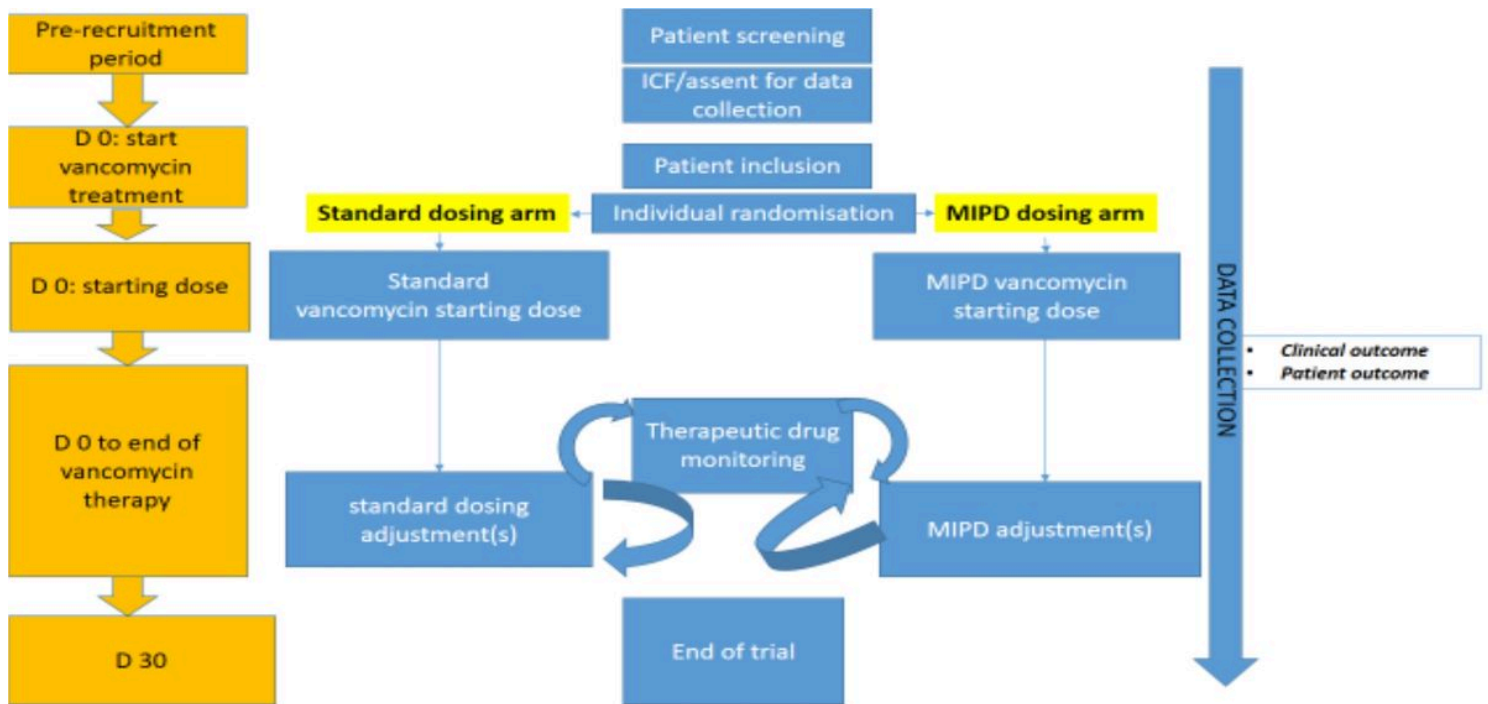 Pre-recruitment
period
D 0: start
vancomycin
treatment
D 0: starting dose
D 0 to end of
vancomycin
therapy
D 30
Patient screening
ICF/assent for data
collection
Patient inclusion
Standard dosing arm
Individual randomisation
MIPD dosing arm
Standard
vancomycin starting dose
MIPD vancomycin
starting dose
Therapeutic drug
monitoring
standard dosing
adjustment(s)
MIPD adjustment(s)
End of trial
DATA COLLECTION
• Clinical outcome
• Patient outcome